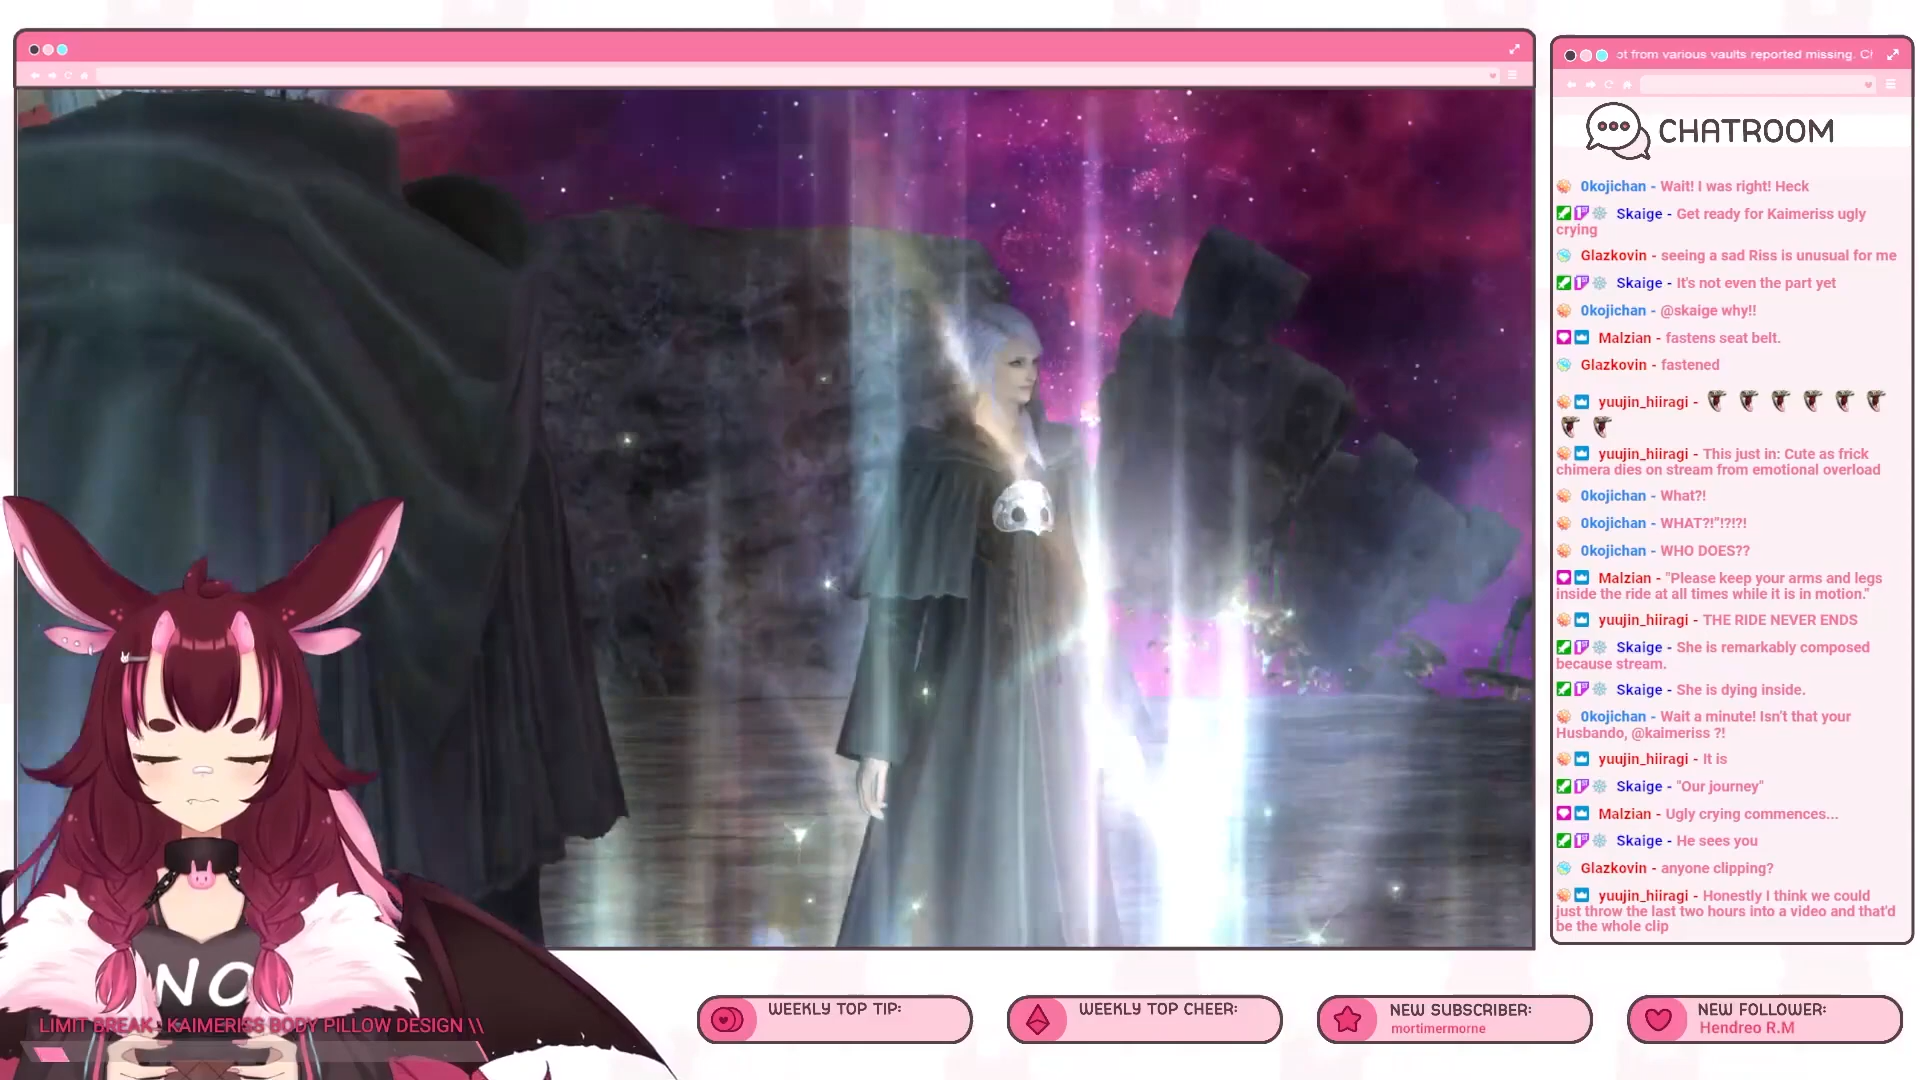 ot from various vaults reported missing. Cl
CHATROOM
0kojichan - Wait! I was right! Heck
Skaige - Get ready for Kaimeriss ugly
crying
Glazkovin - seeing a sad Riss is unusual for me
Skaige - It's not even the part yet
0kojichan - @skaige why!!
Malzian - fastens seat belt.
Glazkovin - fastened
yuujin_hiiragi -
yuujin_hiiragi - This just in: Cute as frick
chimera dies on stream from emotional overload
0kojichan - What?!
0kojichan - WHAT?!"!?!?!
0kojichan - WHO DOES??
Malzian - "Please keep your arms and legs
inside the ride at all times while it is in motion."
yuujin_hiiragi - THE RIDE NEVER ENDS
Skaige - She is remarkably composed
because stream.
Skaige - She is dying inside.
0kojichan - Wait a minute! Isn't that your
Husbando, @kaimeriss ?!
yuujin_hiiragi - It is
Skaige - "Our journey"
Malzian - Ugly crying commences...
Skaige - He sees you
Glazkovin - anyone clipping?
yuujin_hiiragi - Honestly I think we could
just throw the last two hours into a video and that'd
be the whole clip
NO
LIMIT BREAK - KAIMERISS BODY PILLOW DESIGN \\
WEEKLY TOP TIP:
WEEKLY TOP CHEER:
NEW SUBSCRIBER:
mortimermorne
NEW FOLLOWER:
Hendreo R.M